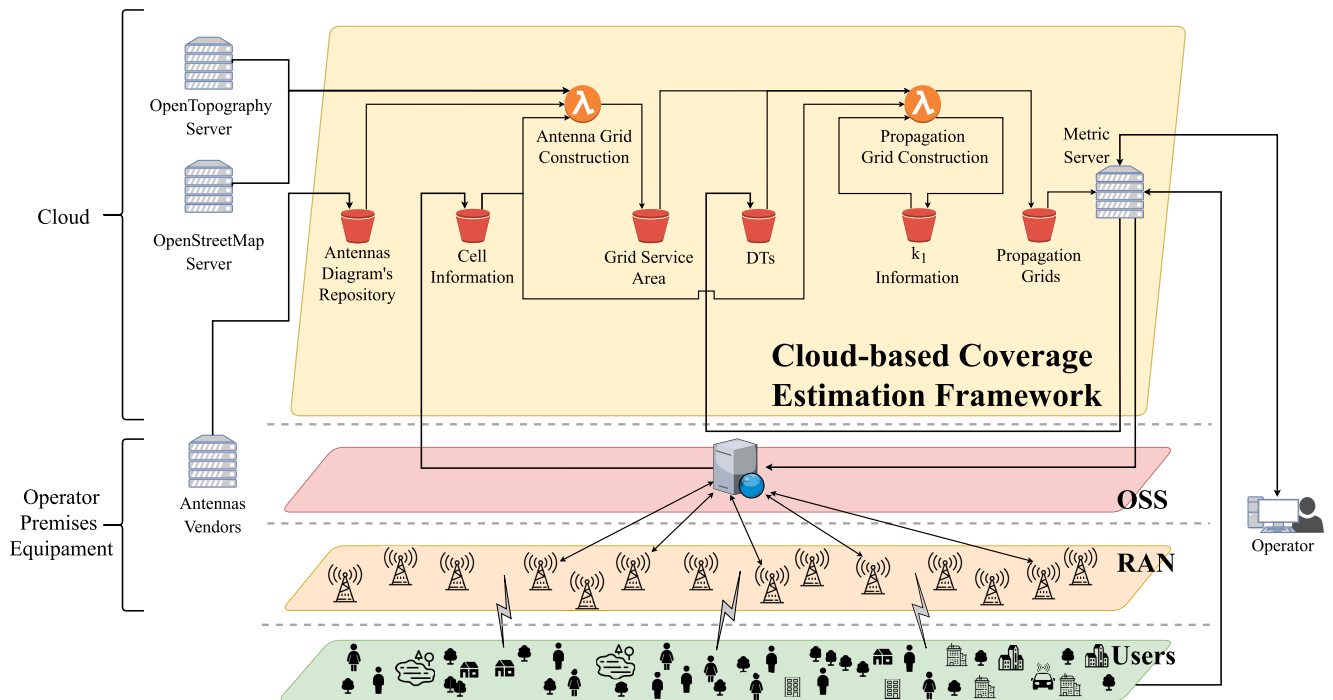 Cloud
OpenTopography
Server
OpenStreetMap
Server
λ
Antenna Grid
Construction
λ
Propagation
Grid Construction
Metric
Server
Antennas
Diagram's
Repository
Cell
Information
Grid Service
Area
DTs
k1
Information
Propagation
Grids
Cloud-based Coverage
Estimation Framework
Operator
Premises
Equipament
Antennas
Vendors
OSS
Operator
RAN
Users